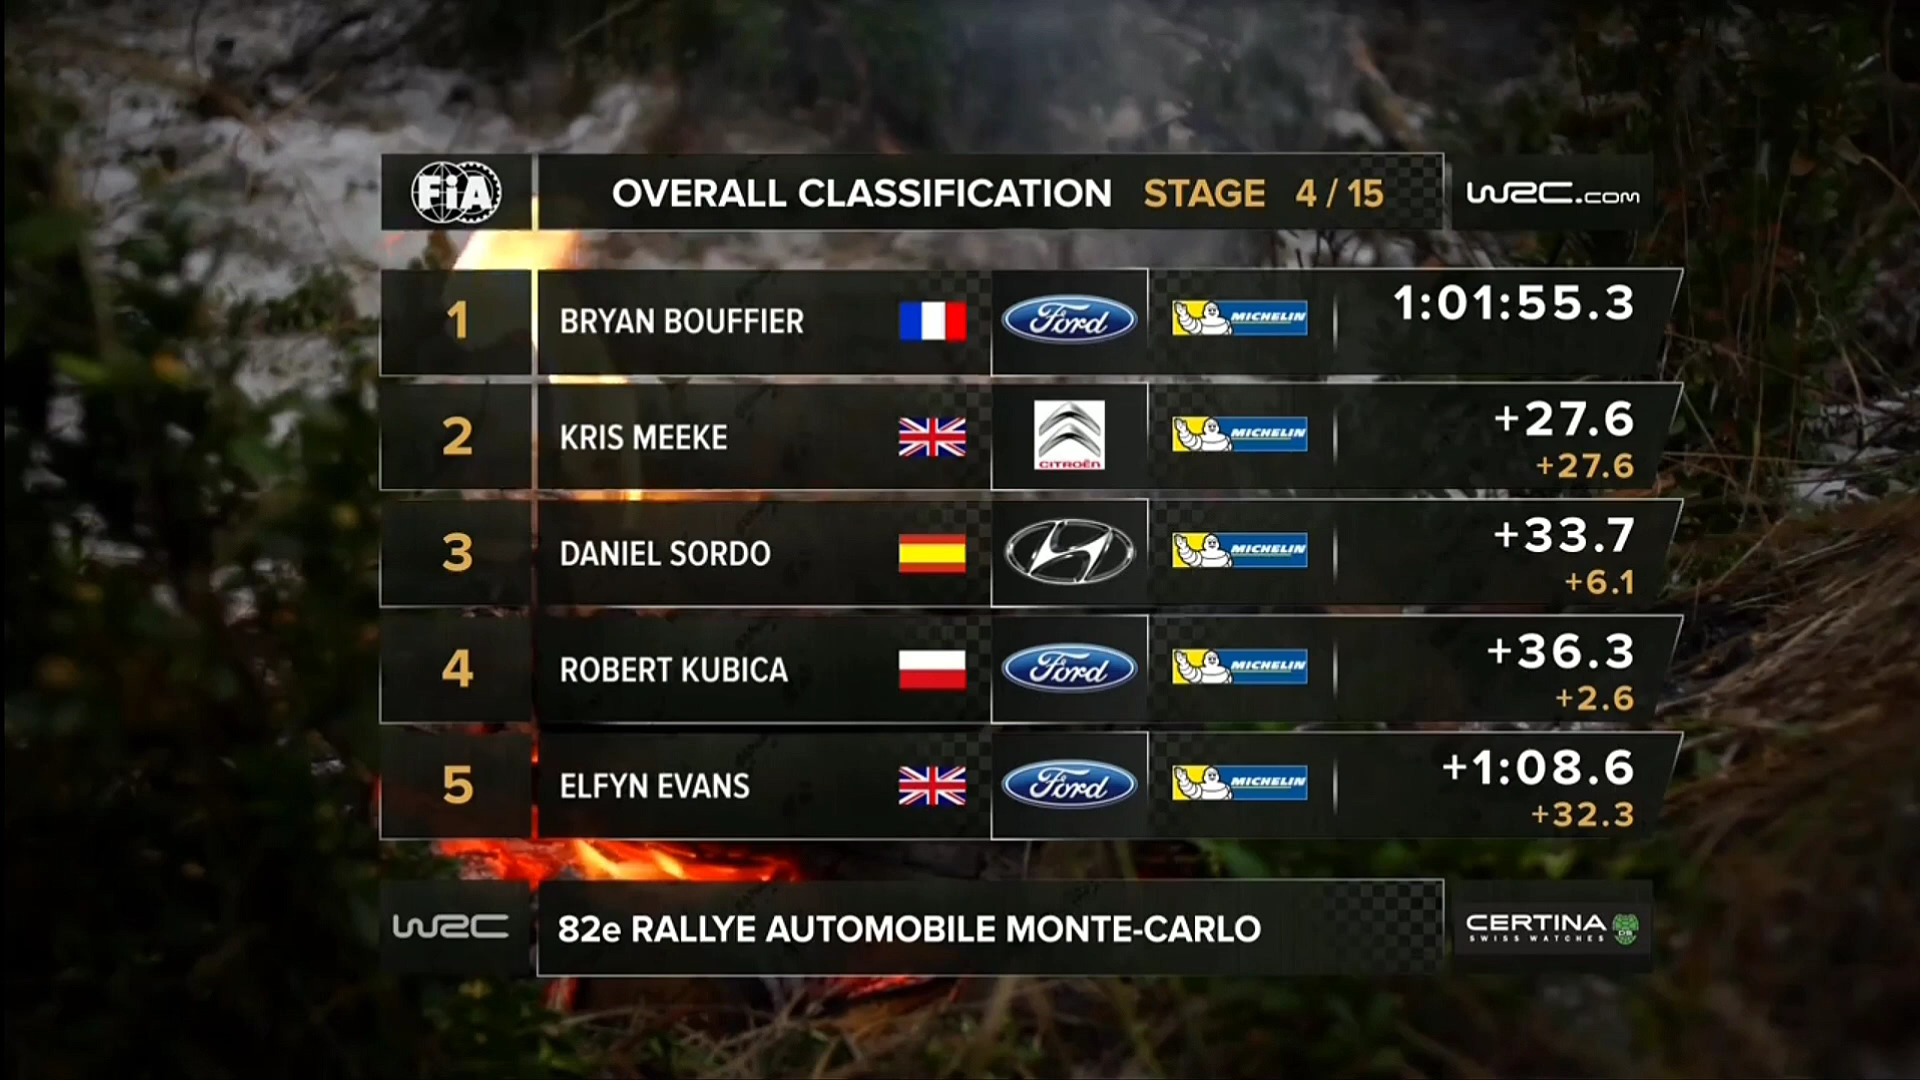 FiA OVERALL CLASSIFICATION STAGE 4 / 15 WRC.com
1 BRYAN BOUFFIER Ford MICHELIN 1:01:55.3
2 KRIS MEEKE CITROËN MICHELIN +27.6
+27.6
3 DANIEL SORDO MICHELIN +33.7
+6.1
4 ROBERT KUBICA Ford MICHELIN +36.3
+2.6
5 ELFYN EVANS Ford MICHELIN +1:08.6
+32.3
WRC 82e RALLYE AUTOMOBILE MONTE-CARLO CERTINA DS
SWISS WATCHES